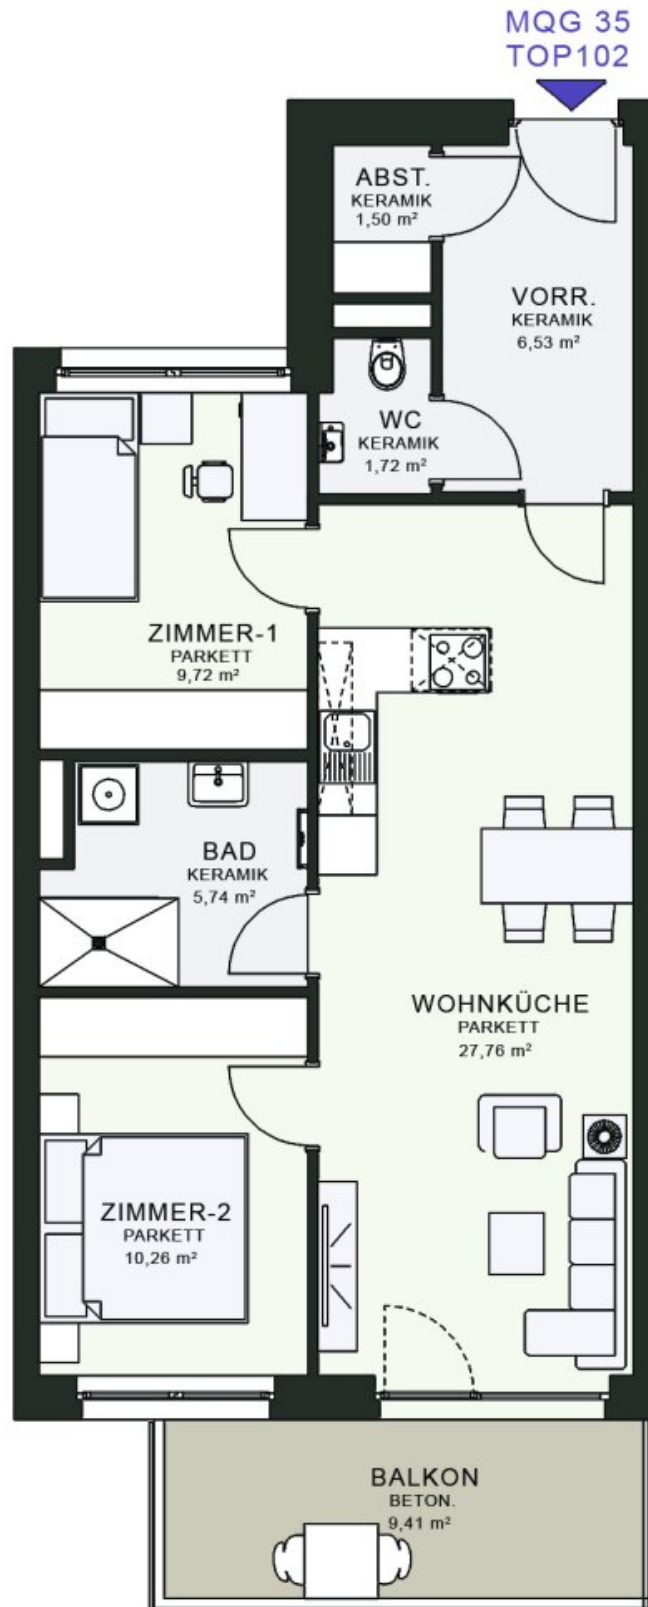 MQG 35
TOP102
ABST.
KERAMIK
1,50 m²
VORR.
KERAMIK
6,53 m²
WC
KERAMIK
1,72 m²
ZIMMER-1
PARKETT
9,72 m²
BAD
KERAMIK
5,74 m²
WOHNKÜCHE
PARKETT
27,76 m²
ZIMMER-2
PARKETT
10,26 m²
BALKON
BETON.
9,41 m²